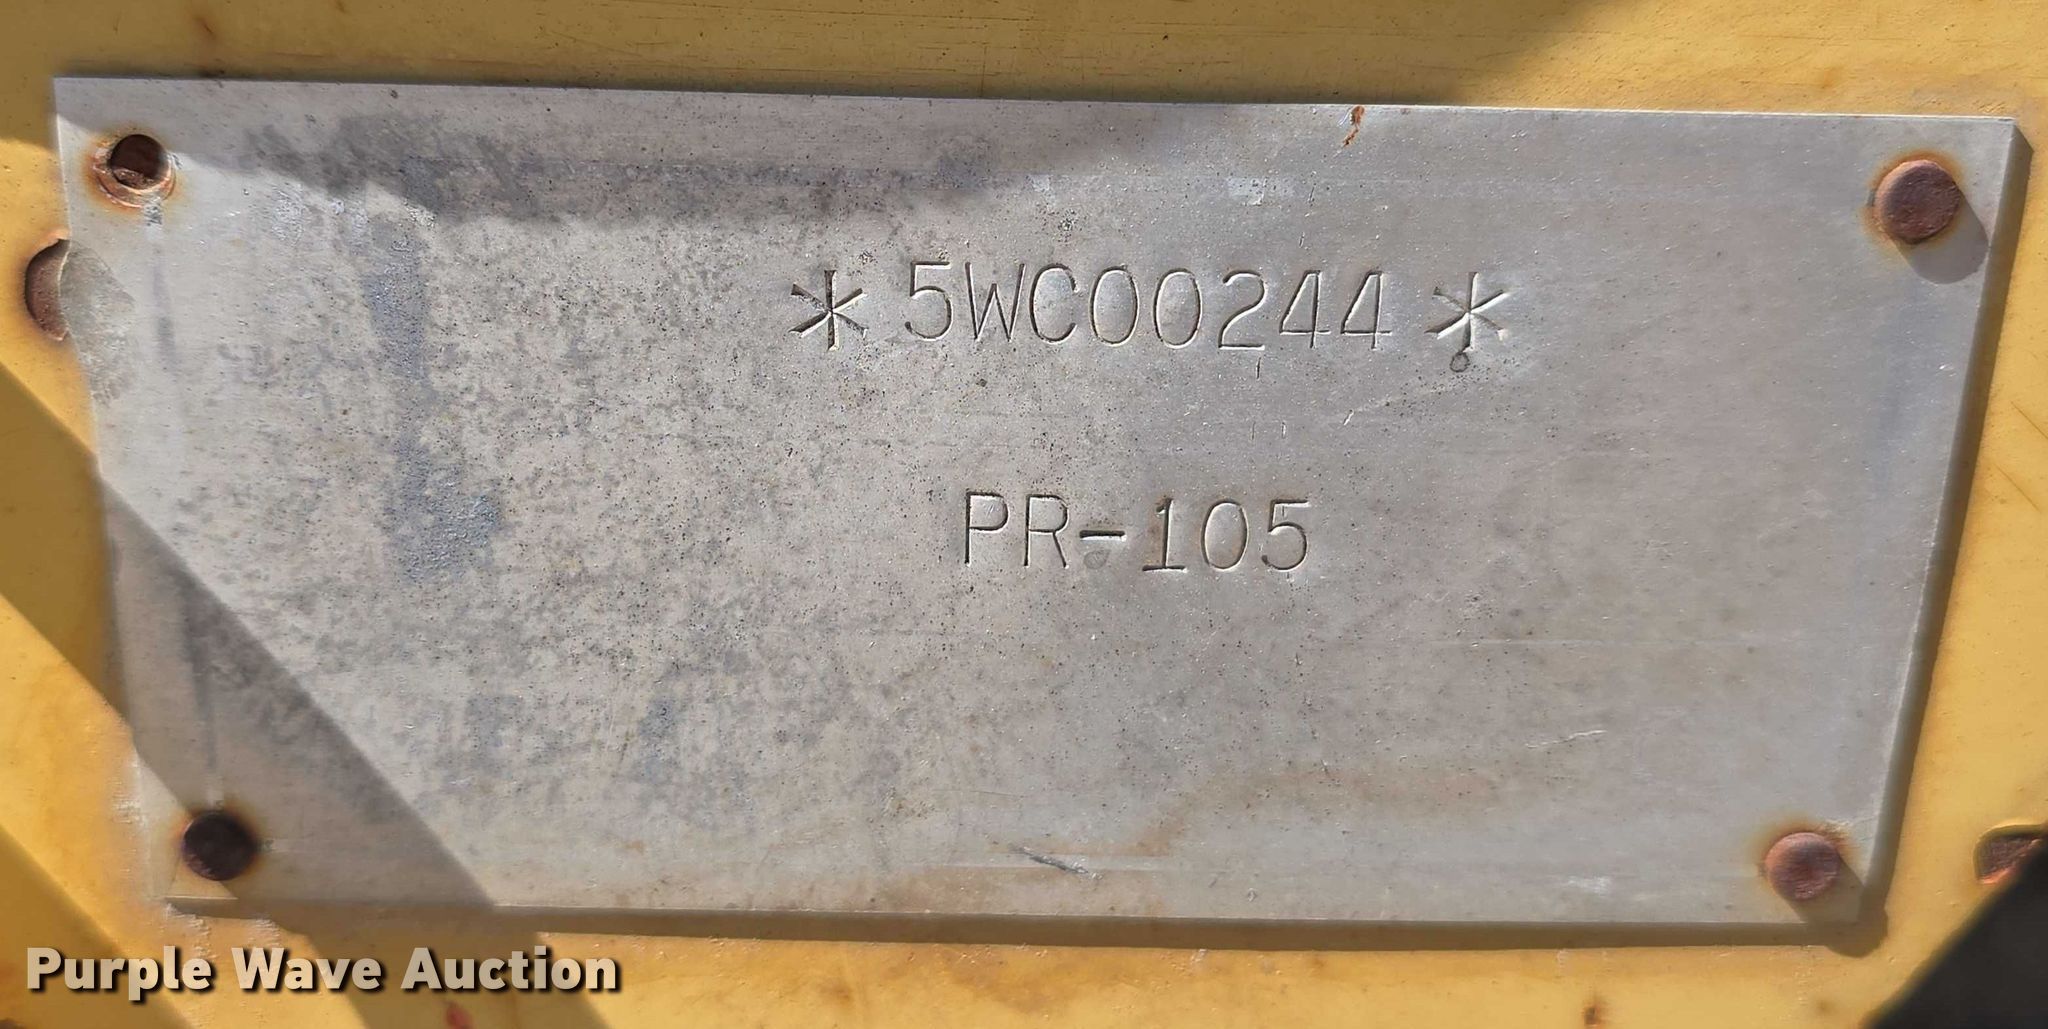 *5WC00244*
PR-105
Purple Wave Auction